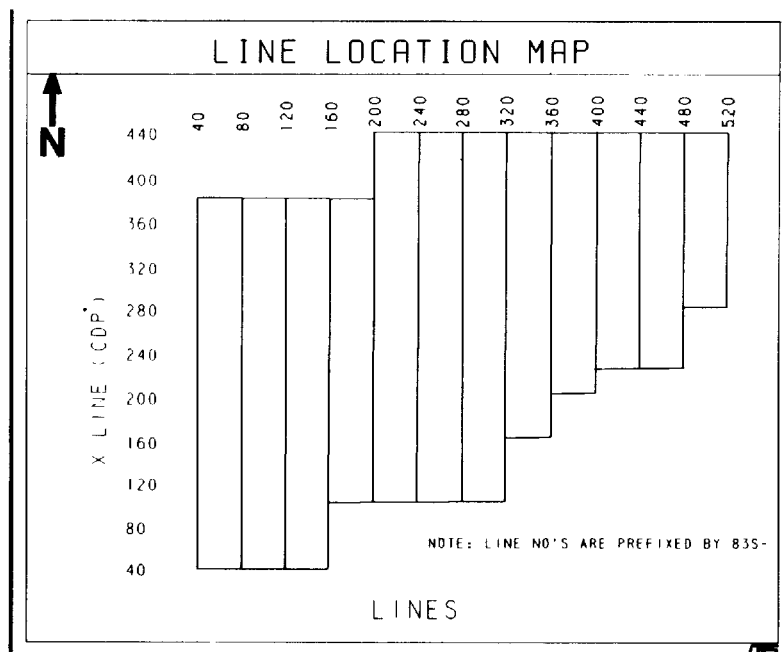 LINE LOCATION MAP
N
40 80 120 160 200 240 280 320 360 400 440 480 520
440
400
360
320
280
240
200
160
120
80
40
X LINE (CDP')
NOTE: LINE NO'S ARE PREFIXED BY 83S-
LINES